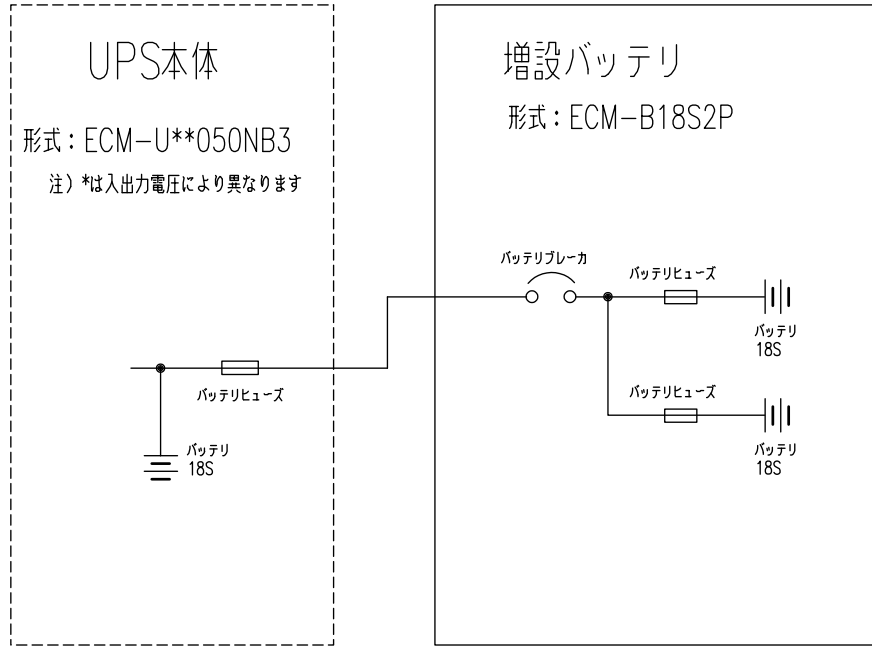 UPS本体
形式：ECM-U**050NB3
注）*は入出力電圧により異なります
バッテリヒューズ
バッテリ
18S
増設バッテリ
形式：ECM-B18S2P
バッテリブレーカ
バッテリヒューズ
バッテリ
18S
バッテリヒューズ
バッテリ
18S